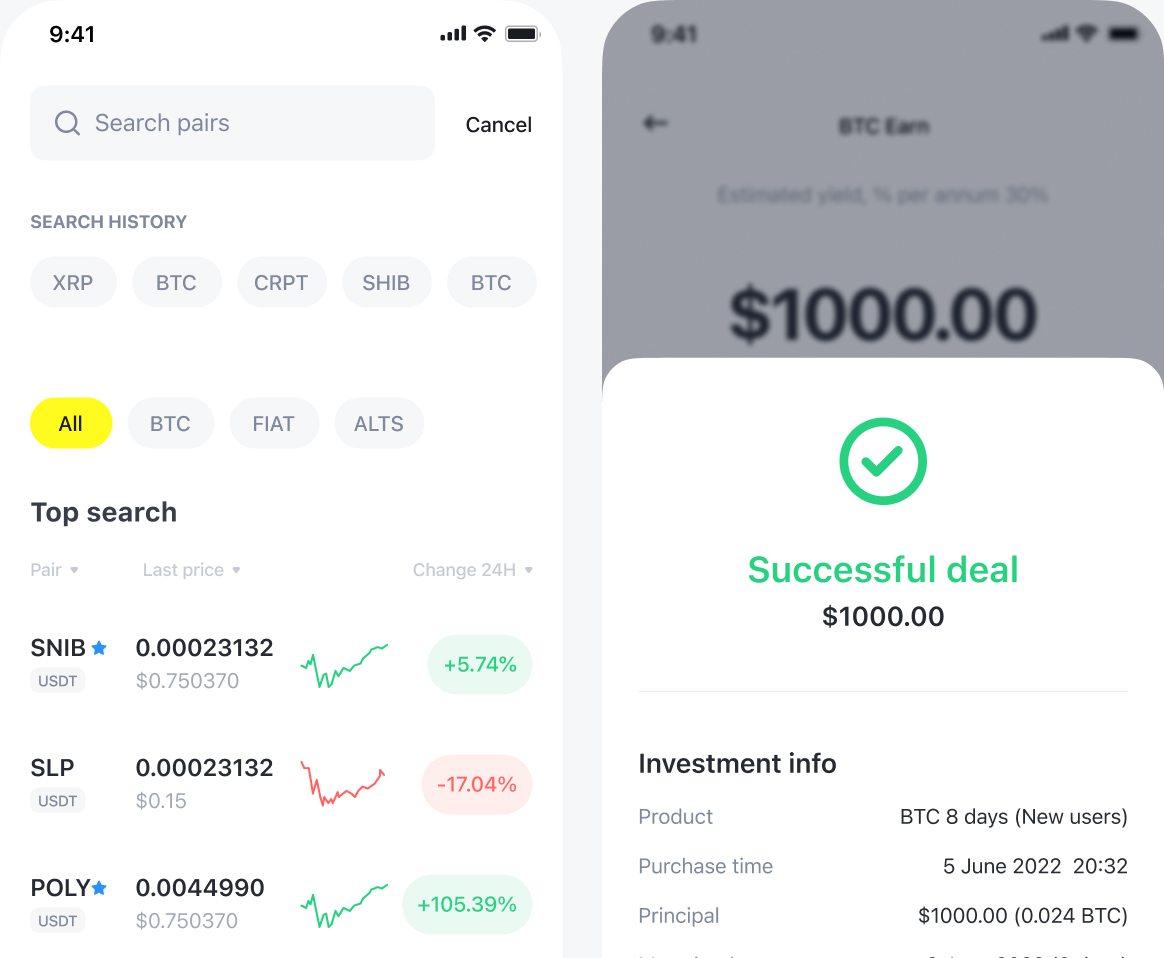 9:41
Search pairs
Cancel
SEARCH HISTORY
XRP BTC CRPT SHIB BTC
All BTC FIAT ALTS
Top search
Pair Last price Change 24H
SNIB 0.00023132 +5.74%
USDT $0.750370
SLP 0.00023132 -17.04%
USDT $0.15
POLY 0.0044990 +105.39%
USDT $0.750370
9:41
BTC Earn
Estimated yield, % per annum 30%
$1000.00
Successful deal
$1000.00
Investment info
Product BTC 8 days (New users)
Purchase time 5 June 2022 20:32
Principal $1000.00 (0.024 BTC)